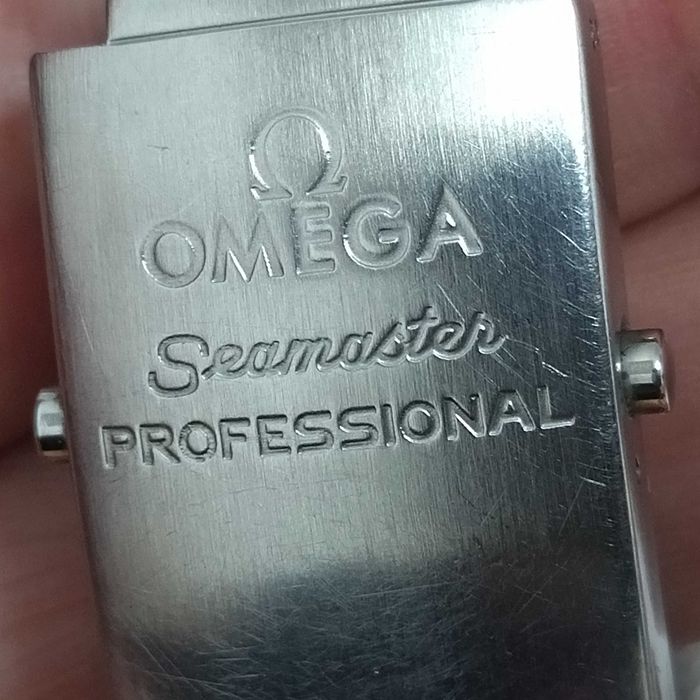 Ω
OMEGA
Seamaster
PROFESSIONAL